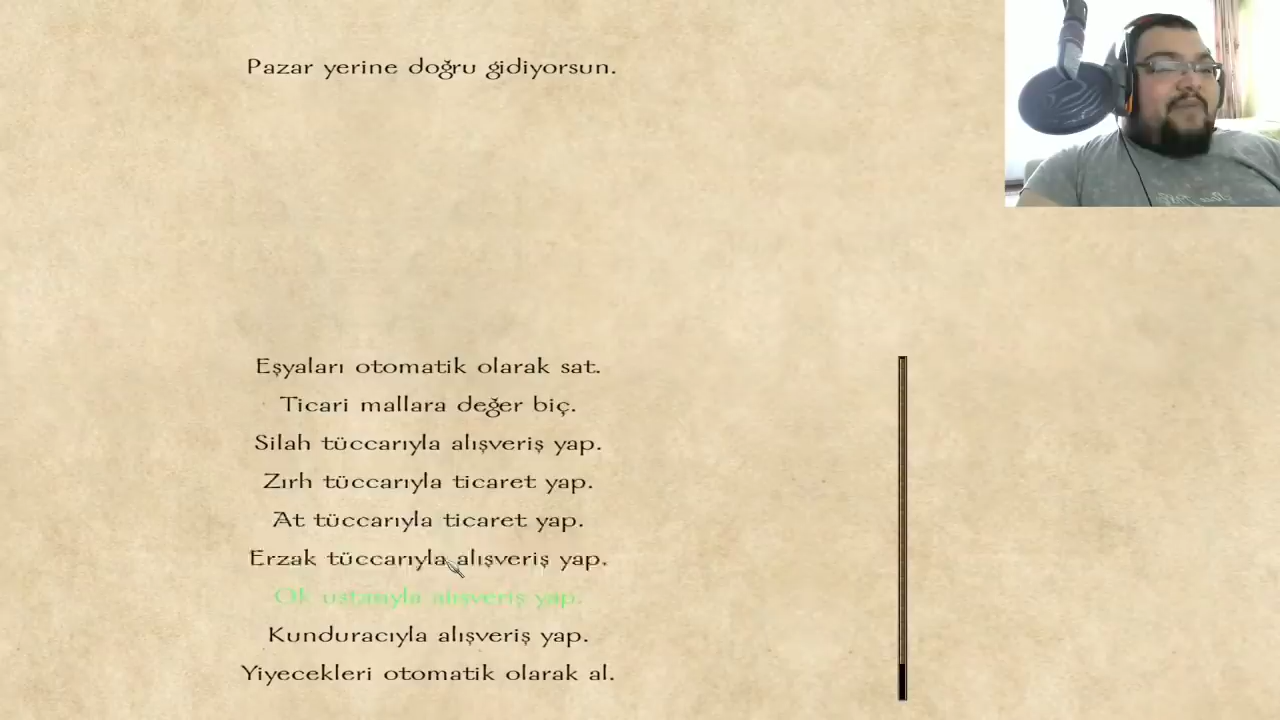 Pazar yerine doğru gidiyorsun.
Eşyaları otomatik olarak sat.
Ticari mallara değer biç.
Silah tüccarıyla alışveriş yap.
Zırh tüccarıyla ticaret yap.
At tüccarıyla ticaret yap.
Erzak tüccarıyla alışveriş yap.
Ok ustasıyla alışveriş yap.
Kunduracıyla alışveriş yap.
Yiyecekleri otomatik olarak al.